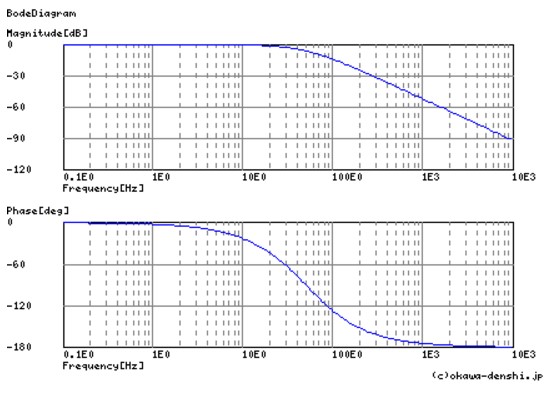 BodeDiagram
Magnitude[dB]
0
-30
-60
-90
-120
0.1E0 1E0 10E0 100E0 1E3 10E3
Frequency[Hz]
Phase[deg]
0
-60
-120
-180
0.1E0 1E0 10E0 100E0 1E3 10E3
Frequency[Hz]
(c)okawa-denshi.jp